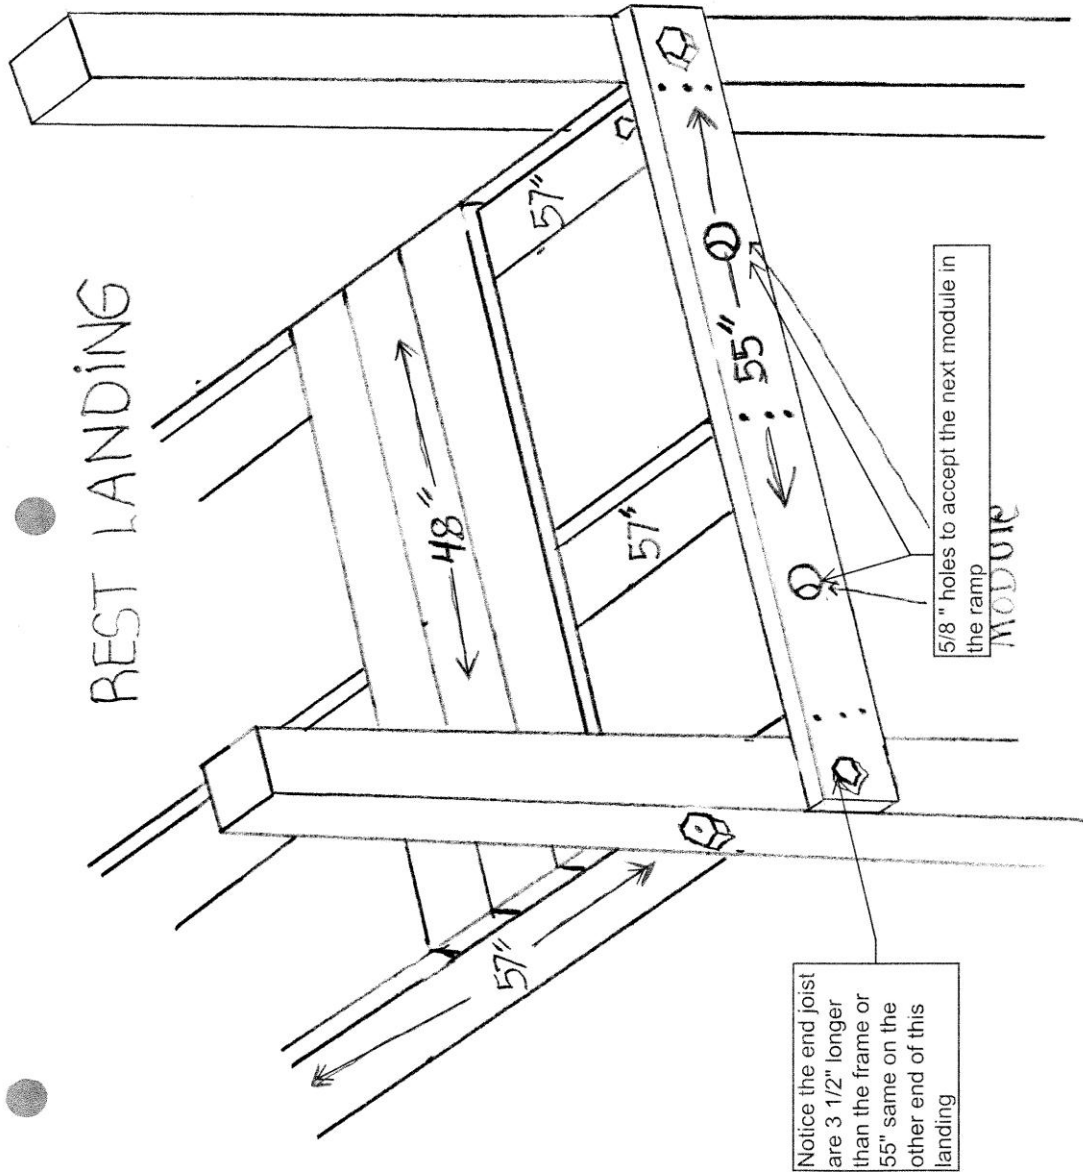 REST LANDING
57"
48"
57"
57"
55"
5/8 " holes to accept the next module in
the ramp
MODUle
Notice the end joist
are 3 1/2" longer
than the frame or
55" same on the
other end of this
landing